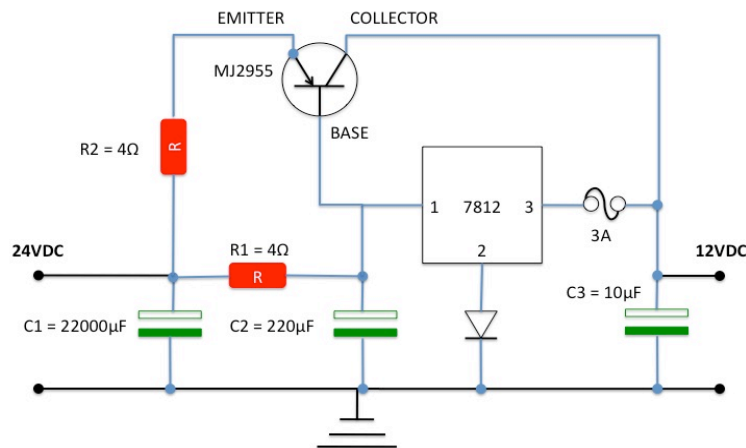 EMITTER
COLLECTOR
MJ2955
BASE
R
R2 = 4Ω
1
7812
3
3A
2
24VDC
R1 = 4Ω
R
12VDC
C1 = 22000µF
C2 = 220µF
C3 = 10µF